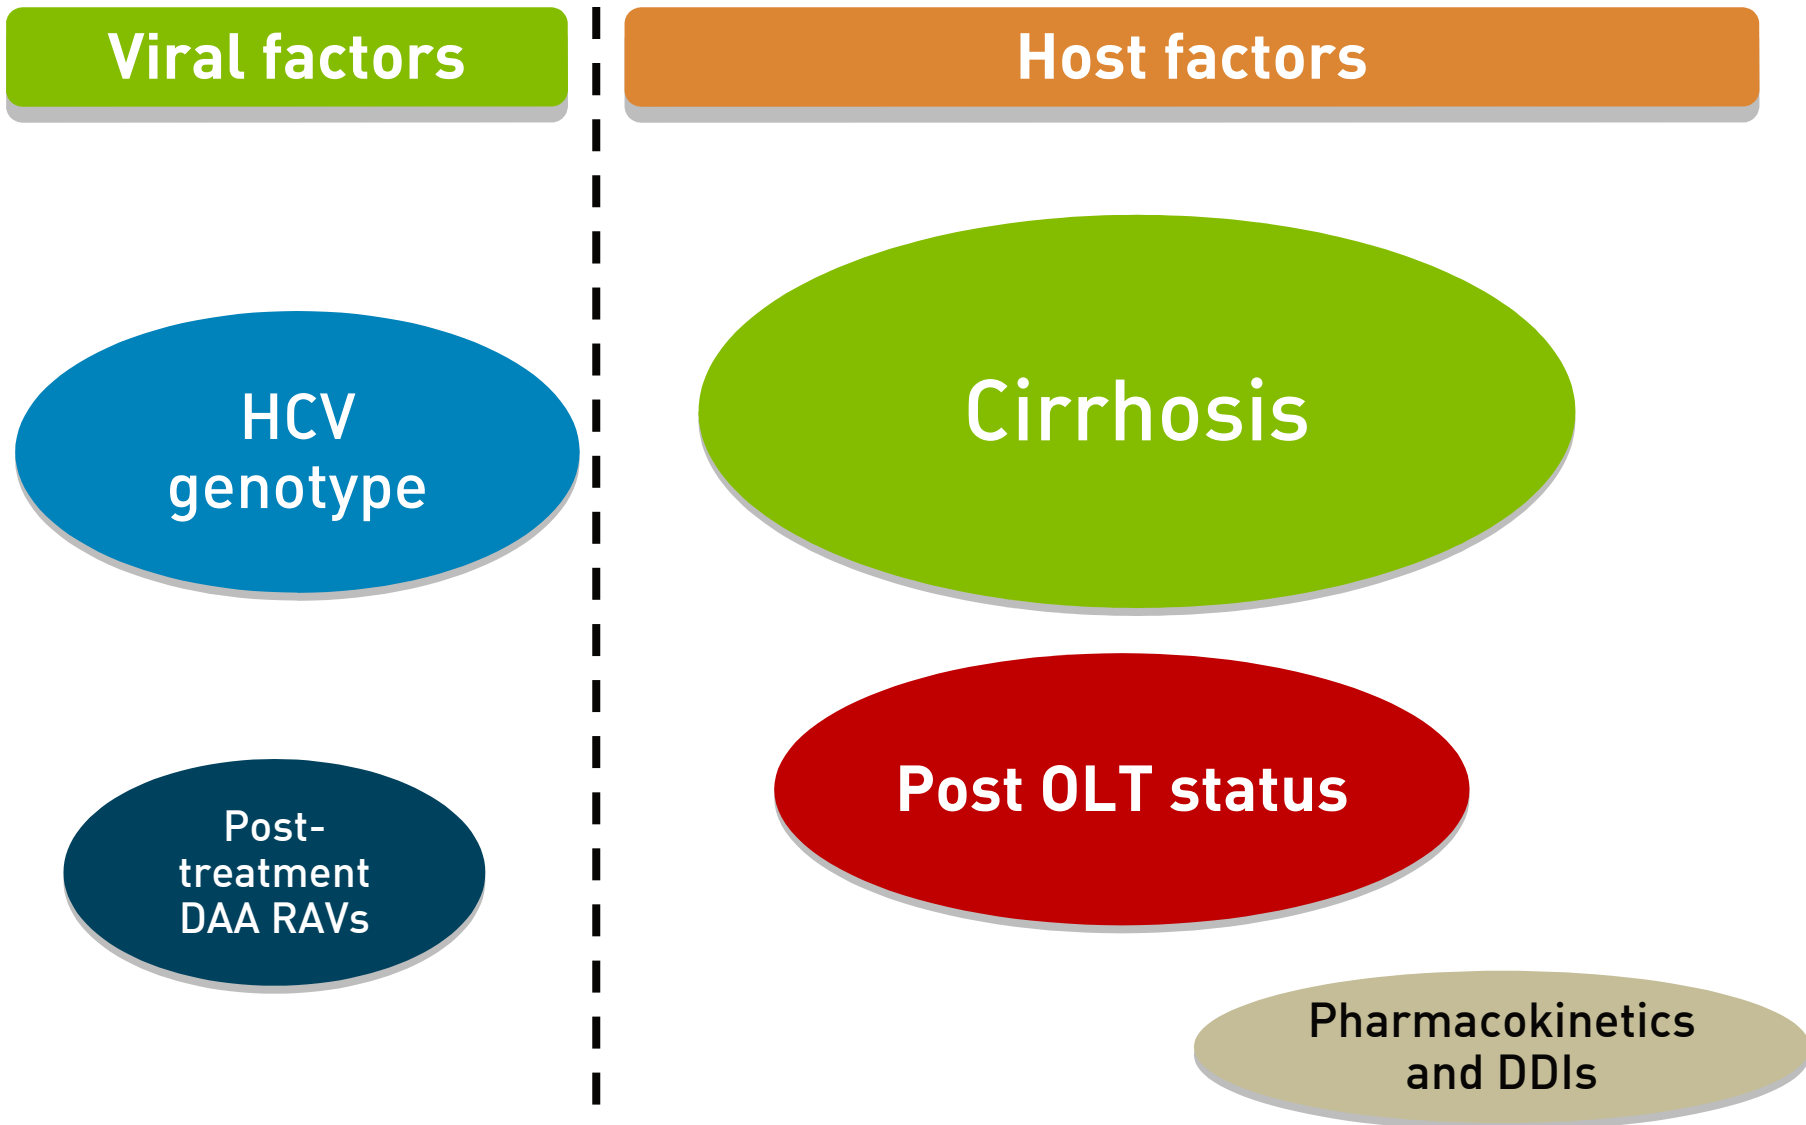 Viral factors
Host factors
HCV
genotype
Cirrhosis
Post-
treatment
DAA RAVs
Post OLT status
Pharmacokinetics
and DDIs